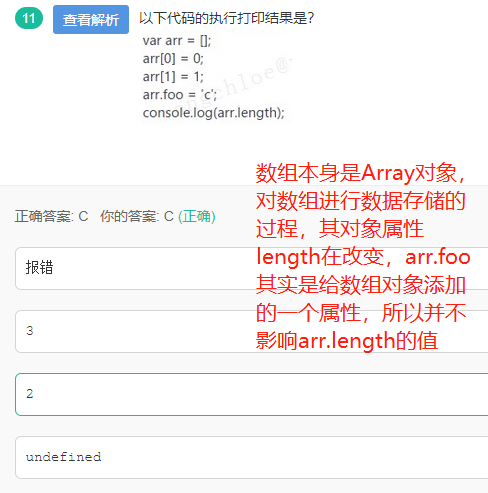 11 查看解析 以下代码的执行打印结果是?
var arr = [];
arr[0] = 0;
arr[1] = 1;
arr.foo = 'c';
console.log(arr.length);
数组本身是Array对象,
对数组进行数据存储的
过程，其对象属性
length在改变，arr.foo
其实是给数组对象添加
的一个属性，所以并不
影响arr.length的值
正确答案: C 你的答案: C (正确)
报错
3
2
undefined